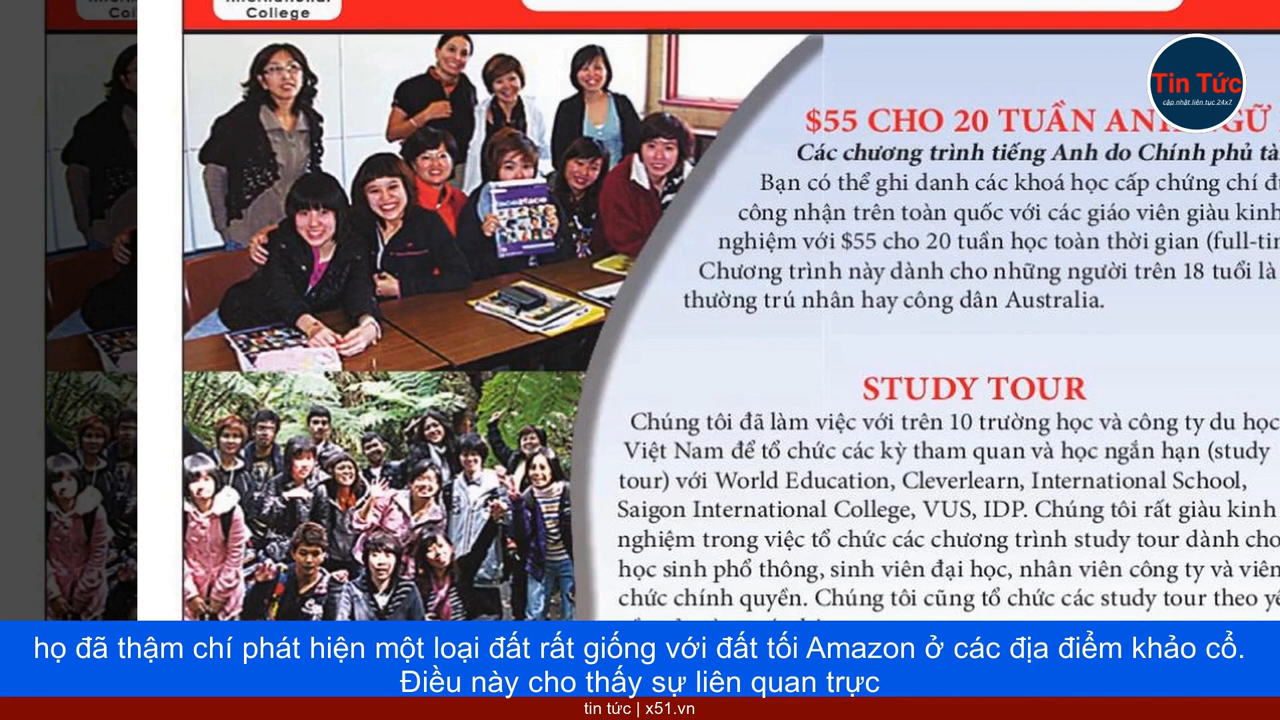 College
Tin Tức
cập nhật liên tục 24x7
$55 CHO 20 TUẦN
Các chương trình tiếng Anh do Chính phủ
Bạn có thể ghi danh các khoá học cấp chứng chí
công nhận trên toàn quốc với các giáo viên giàu kinh
nghiệm với $55 cho 20 tuần học toàn thời gian
Chương trình này dành cho những người trên 18 tuổi là
thường trú nhân hay công dân Australia.
STUDY TOUR
Chúng tôi đã làm việc với trên 10 trường học và công ty du học
Việt Nam để tổ chức các kỳ tham quan và học ngắn hạn (study
tour) với World Education, Cleverlearn, International School,
Saigon International College, VUS, IDP. Chúng tôi rất giàu kinh
nghiệm trong việc tổ chức các chương trình study tour dành cho
học sinh phổ thông, sinh viên đại học, nhân viên công ty và viên
chức chính quyền. Chúng tôi cũng tổ chức các study tour theo
họ đã thậm chí phát hiện một loại đất rất giống với đất tối Amazon ở các địa điểm khảo cổ.
Điều này cho thấy sự liên quan trực
tin tức | x51.vn